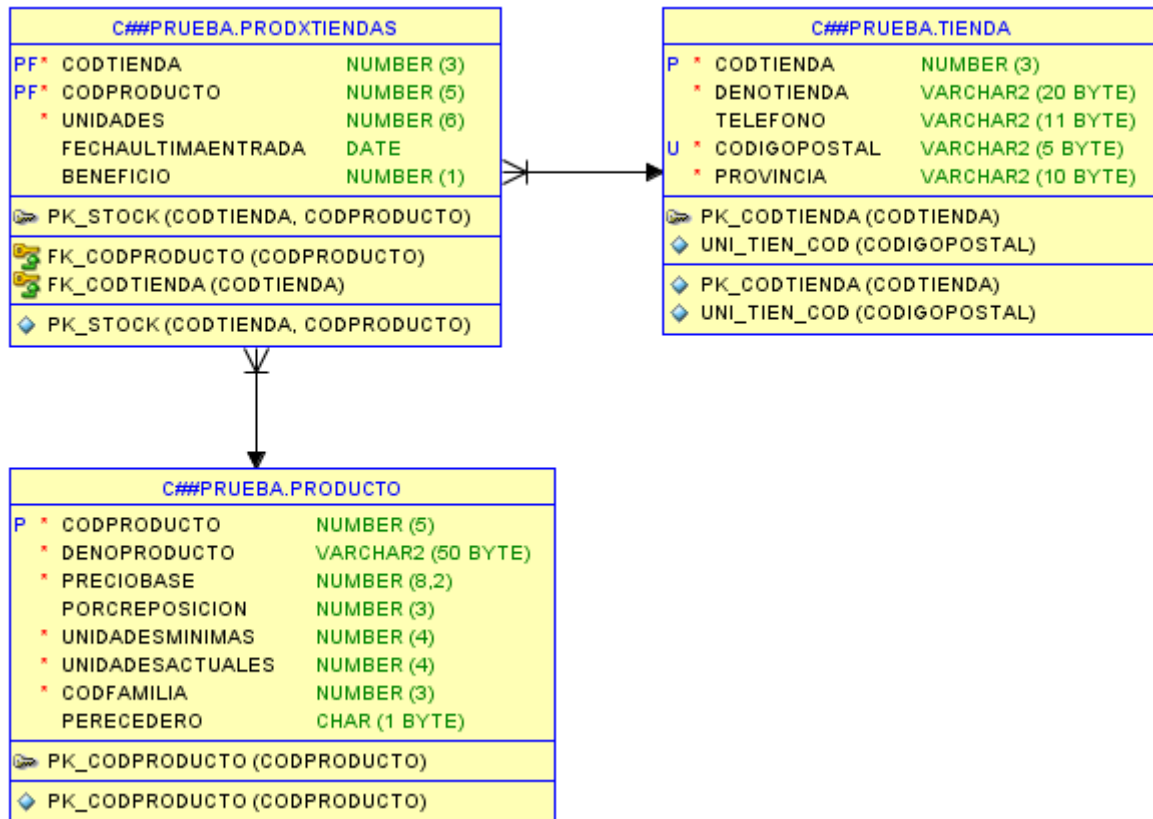 C##PRUEBA.PRODXTIENDAS
PF* CODTIENDA NUMBER (3)
PF* CODPRODUCTO NUMBER (5)
* UNIDADES NUMBER (6)
FECHAULTIMAENTRADA DATE
BENEFICIO NUMBER (1)
PK_STOCK (CODTIENDA, CODPRODUCTO)
FK_CODPRODUCTO (CODPRODUCTO)
FK_CODTIENDA (CODTIENDA)
PK_STOCK (CODTIENDA, CODPRODUCTO)
C##PRUEBA.TIENDA
P * CODTIENDA NUMBER (3)
* DENOTIENDA VARCHAR2 (20 BYTE)
TELEFONO VARCHAR2 (11 BYTE)
U * CODIGOPOSTAL VARCHAR2 (5 BYTE)
* PROVINCIA VARCHAR2 (10 BYTE)
PK_CODTIENDA (CODTIENDA)
UNI_TIEN_COD (CODIGOPOSTAL)
PK_CODTIENDA (CODTIENDA)
UNI_TIEN_COD (CODIGOPOSTAL)
C##PRUEBA.PRODUCTO
P * CODPRODUCTO NUMBER (5)
* DENOPRODUCTO VARCHAR2 (50 BYTE)
* PRECIOBASE NUMBER (8,2)
PORCREPOSICION NUMBER (3)
* UNIDADESMINIMAS NUMBER (4)
* UNIDADESACTUALES NUMBER (4)
* CODFAMILIA NUMBER (3)
PERECEDERO CHAR (1 BYTE)
PK_CODPRODUCTO (CODPRODUCTO)
PK_CODPRODUCTO (CODPRODUCTO)